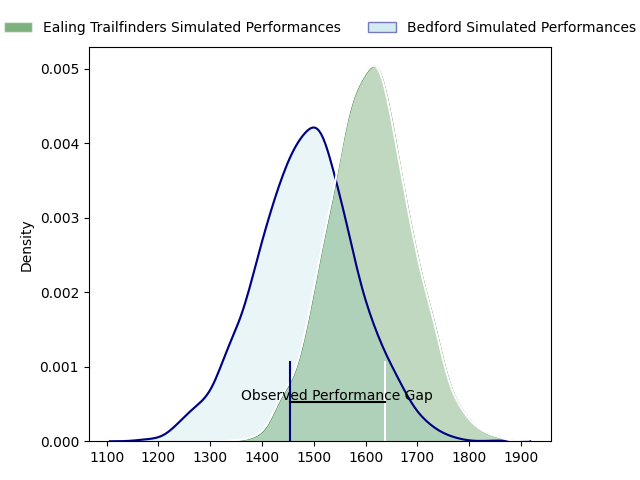 Ealing Trailfinders Simulated Performances Bedford Simulated Performances
0.005
0.004
0.003
0.002
0.001
0.000
Density
Observed Performance Gap
1100 1200 1300 1400 1500 1600 1700 1800 1900